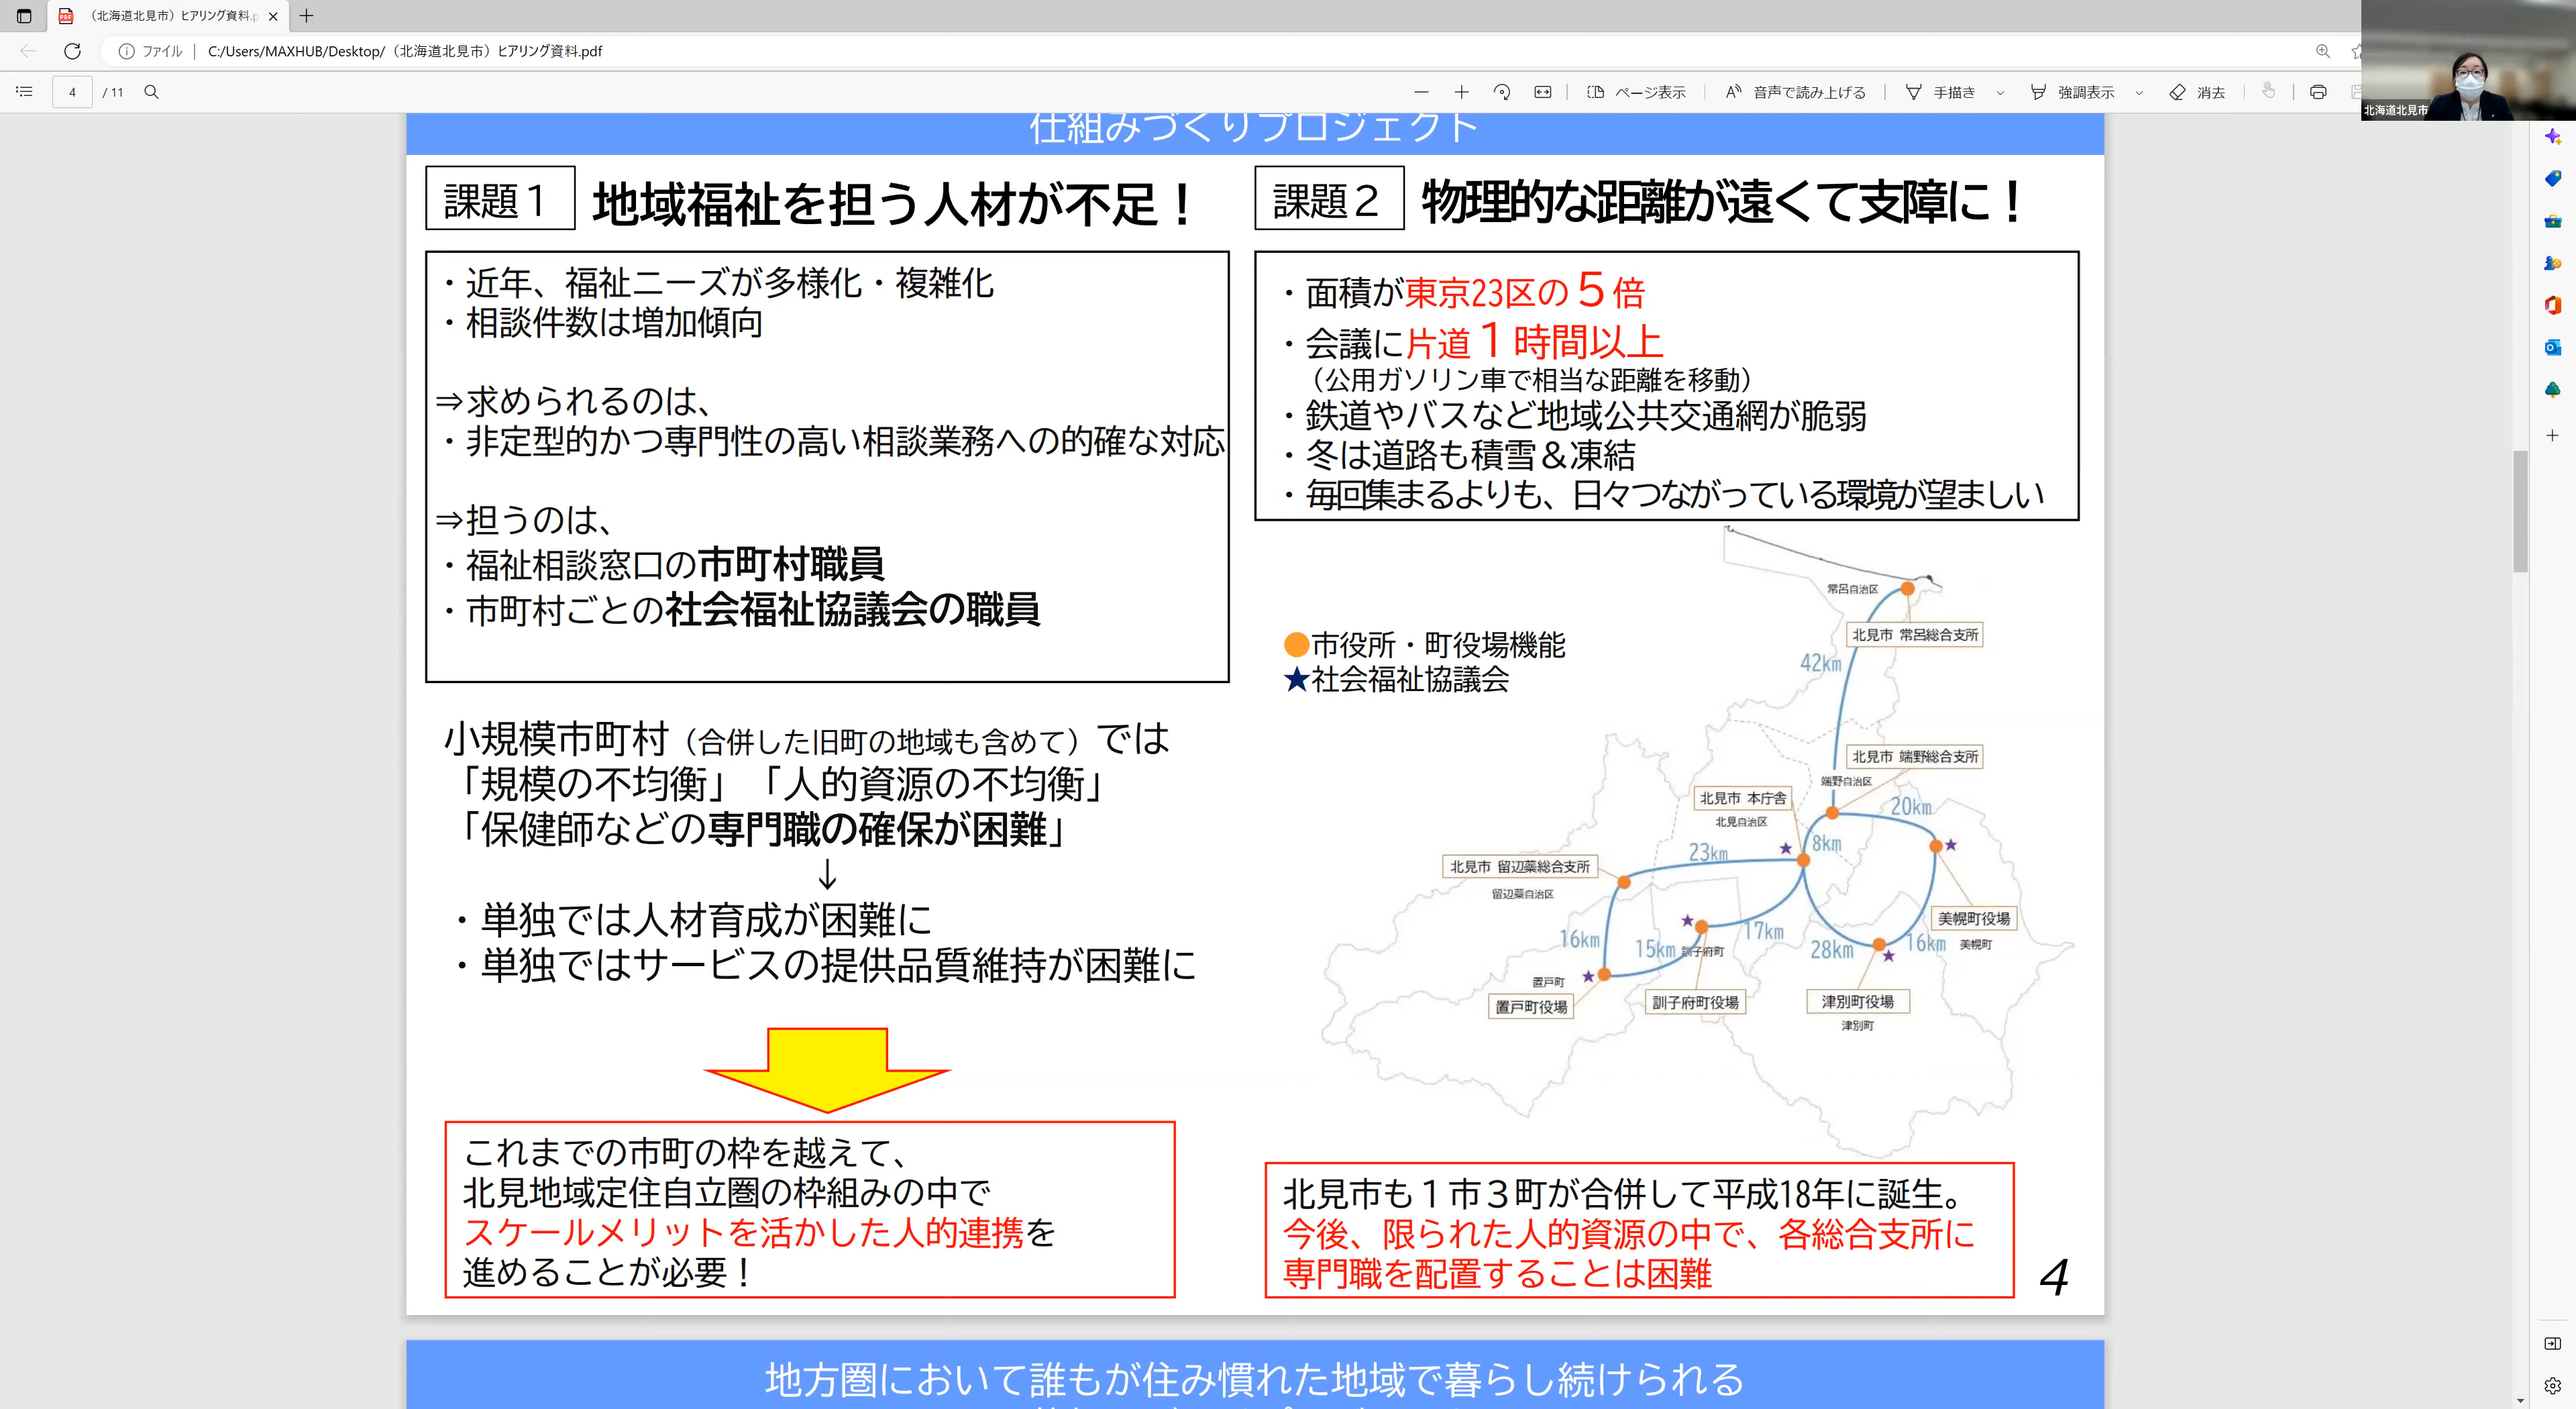 （北海道北見市）ヒアリング資料.p
ファイル
C:/Users/MAXHUB/Desktop/（北海道北見市）ヒアリング資料.pdf
4 / 11
ページ表示
音声で読み上げる
手描き
強調表示
消去
北海道北見市
仕組みづくりプロジェクト
課題１ 地域福祉を担う人材が不足！
・近年、福祉ニーズが多様化・複雑化
・相談件数は増加傾向
⇒求められるのは、
・非定型的かつ専門性の高い相談業務への的確な対応
⇒担うのは、
・福祉相談窓口の市町村職員
・市町村ごとの社会福祉協議会の職員
小規模市町村（合併した旧町の地域も含めて）では
「規模の不均衡」「人的資源の不均衡」
「保健師などの専門職の確保が困難」
↓
・単独では人材育成が困難に
・単独ではサービスの提供品質維持が困難に
これまでの市町の枠を越えて、
北見地域定住自立圏の枠組みの中で
スケールメリットを活かした人的連携を
進めることが必要！
課題２ 物理的な距離が遠くて支障に！
・面積が東京23区の５倍
・会議に片道１時間以上
（公用ガソリン車で相当な距離を移動）
・鉄道やバスなど地域公共交通網が脆弱
・冬は道路も積雪＆凍結
・毎回集まるよりも、日々つながっている環境が望ましい
●市役所・町役場機能
★社会福祉協議会
常呂自治区
北見市 常呂総合支所
42km
北見市 端野総合支所
端野自治区
北見市 本庁舎
北見自治区
20km
8km
23km
北見市 留辺蘂総合支所
留辺蘂自治区
美幌町役場
美幌町
16km
15km
訓子府町
17km
28km
16km
置戸町
置戸町役場
訓子府町役場
津別町役場
津別町
北見市も１市３町が合併して平成18年に誕生。
今後、限られた人的資源の中で、各総合支所に
専門職を配置することは困難
4
地方圏において誰もが住み慣れた地域で暮らし続けられる